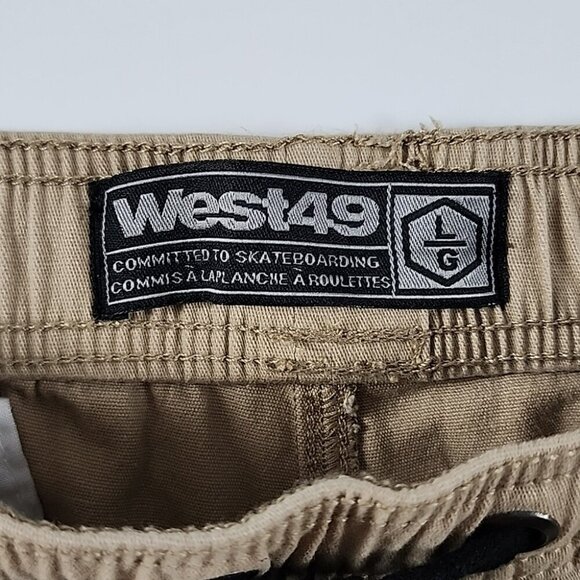 West49
COMMITTED TO SKATEBOARDING
COMMIS À LA PLANCHE À ROULETTES
L
G